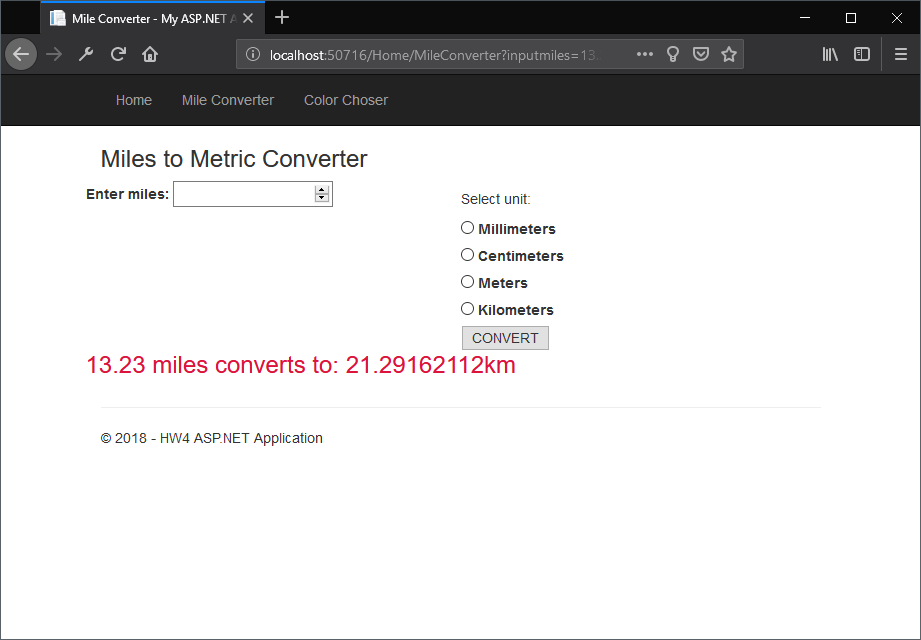 Mile Converter - My ASP.NET A
localhost:50716/Home/MileConverter?inputmiles=13.
Home Mile Converter Color Choser
Miles to Metric Converter
Enter miles:
Select unit:
Millimeters
Centimeters
Meters
Kilometers
CONVERT
13.23 miles converts to: 21.29162112km
© 2018 - HW4 ASP.NET Application